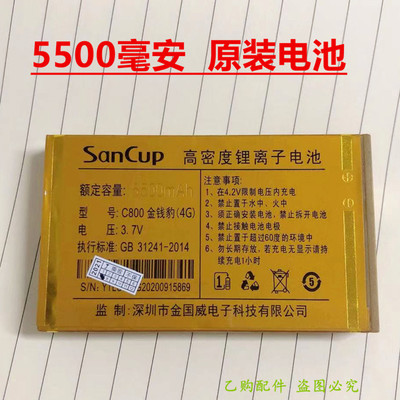 5500毫安 原装电池
SanCup 高密度锂离子电池
额定容量:
型 号: C800 金钱豹(4G)
电 压: 3.7V
执行标准: GB 31241-2014
注意事项:
1、在4.2V限制电压内充电
2、禁止置于水中、火中
3、须正确安装电池、禁止拆开电池
4、禁止接触电池电极
5、禁止置于超过60度的环境中
6、如长期不使用存放、若充电无显示请持续充电1小时
S/N: 20200915869
5
监 制: 深圳市金国威电子科技有限公司
乙购配件 盗图必究